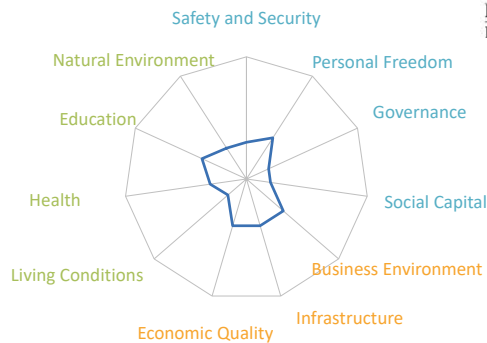 Safety and Security
Natural Environment
Personal Freedom
Education
Governance
Health
Social Capital
Living Conditions
Business Environment
Economic Quality
Infrastructure